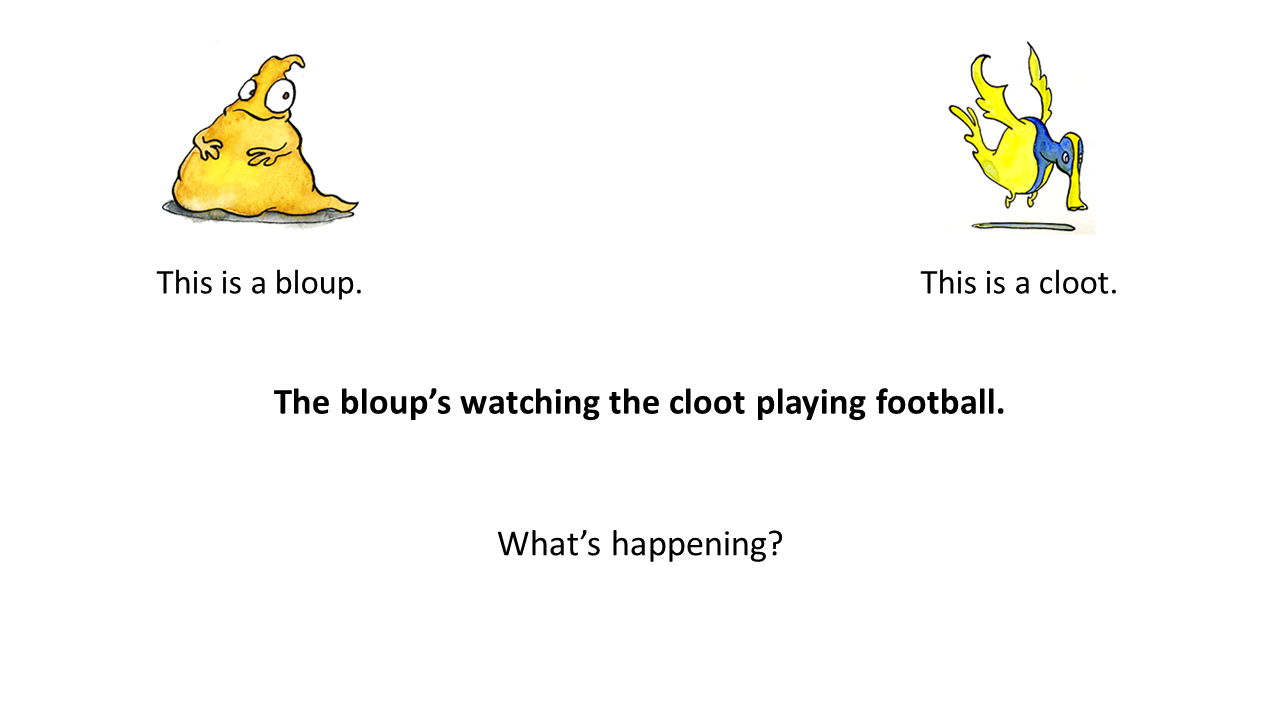 This is a bloup.
This is a cloot.
The bloup’s watching the cloot playing football.
What’s happening?